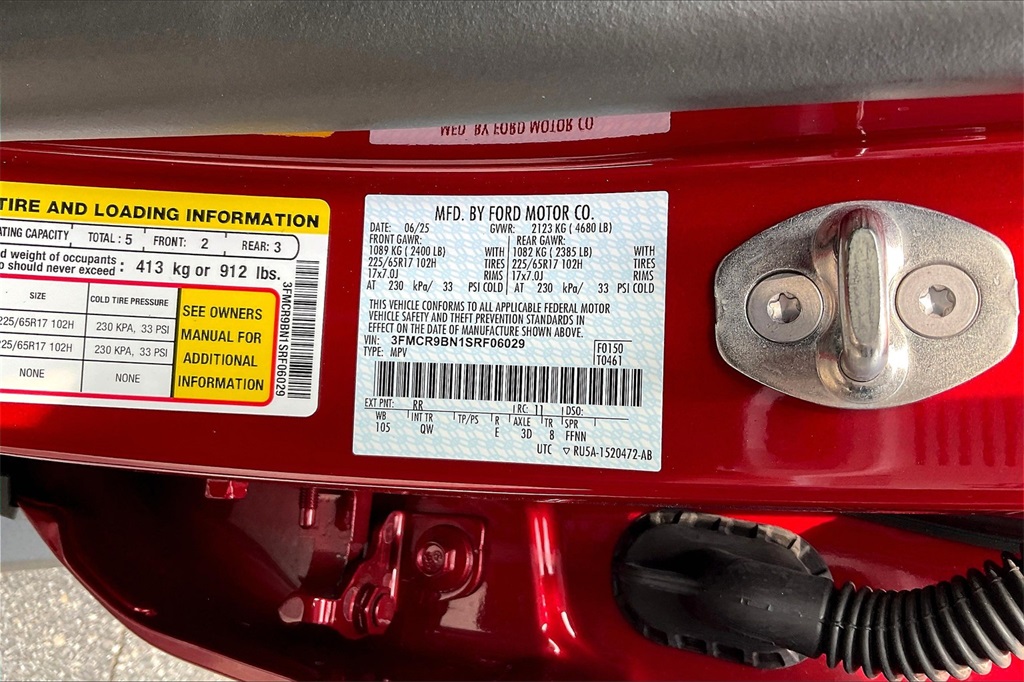 MFD. BY FORD MOTOR CO
TIRE AND LOADING INFORMATION
ATING CAPACITY TOTAL : 5 FRONT: 2 REAR: 3
d weight of occupants
o should never exceed : 413 kg or 912 lbs.
SIZE COLD TIRE PRESSURE
225/65R17 102H 230 KPA, 33 PSI
225/65R17 102H 230 KPA, 33 PSI
NONE NONE
SEE OWNERS
MANUAL FOR
ADDITIONAL
INFORMATION
3FMCR9BN1SRF06029
MFD. BY FORD MOTOR CO.
DATE: 06/25 GVWR: 2123 KG ( 4680 LB)
FRONT GAWR: REAR GAWR:
1089 KG ( 2400 LB) WITH 1082 KG ( 2385 LB) WITH
225/65R17 102H TIRES 225/65R17 102H TIRES
17x7.0J RIMS 17x7.0J RIMS
AT 230 kPa/ 33 PSI COLD AT 230 kPa/ 33 PSI COLD
THIS VEHICLE CONFORMS TO ALL APPLICABLE FEDERAL MOTOR
VEHICLE SAFETY AND THEFT PREVENTION STANDARDS IN
EFFECT ON THE DATE OF MANUFACTURE SHOWN ABOVE.
VIN: 3FMCR9BN1SRF06029 F0150
TYPE: MPV T0461
EXT PNT: RR RC: 11 DSO:
WB INT TR TP/PS R AXLE TR SPR
105 QW E 3D 8 FFNN
UTC ▽ RU5A-1520472-AB